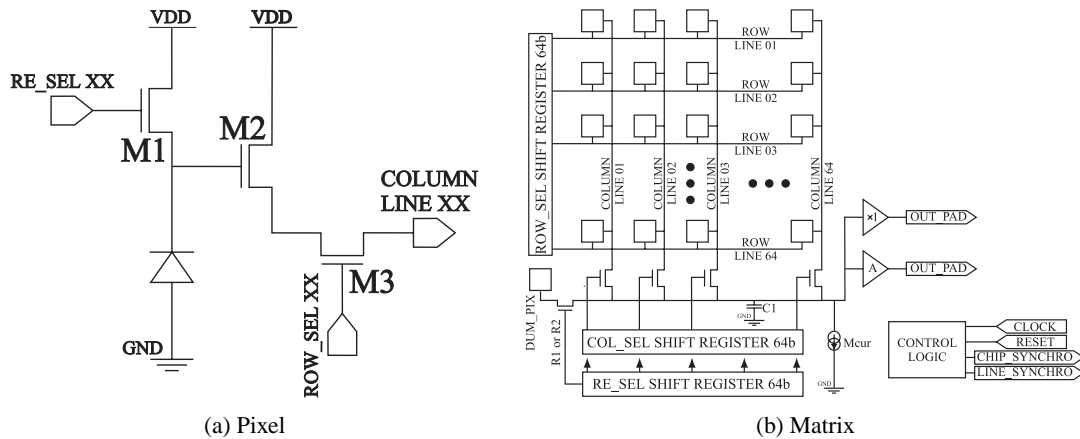 VDD
VDD
RE_SEL XX
M1
M2
COLUMN
LINE XX
M3
ROW_SEL XX
GND
(a) Pixel
ROW_SEL SHIFT REGISTER 64b
ROW
LINE 01
ROW
LINE 02
ROW
LINE 03
COLUMN
LINE 01
COLUMN
LINE 02
COLUMN
LINE 03
COLUMN
LINE 64
ROW
LINE 64
×1
OUT_PAD
A
OUT_PAD
DUM_PIX
R1 or R2
C1
GND
COL_SEL SHIFT REGISTER 64b
RE_SEL SHIFT REGISTER 64b
Mcur
GND
CONTROL
LOGIC
CLOCK
RESET
CHIP_SYNCHRO
LINE_SYNCHRO
(b) Matrix